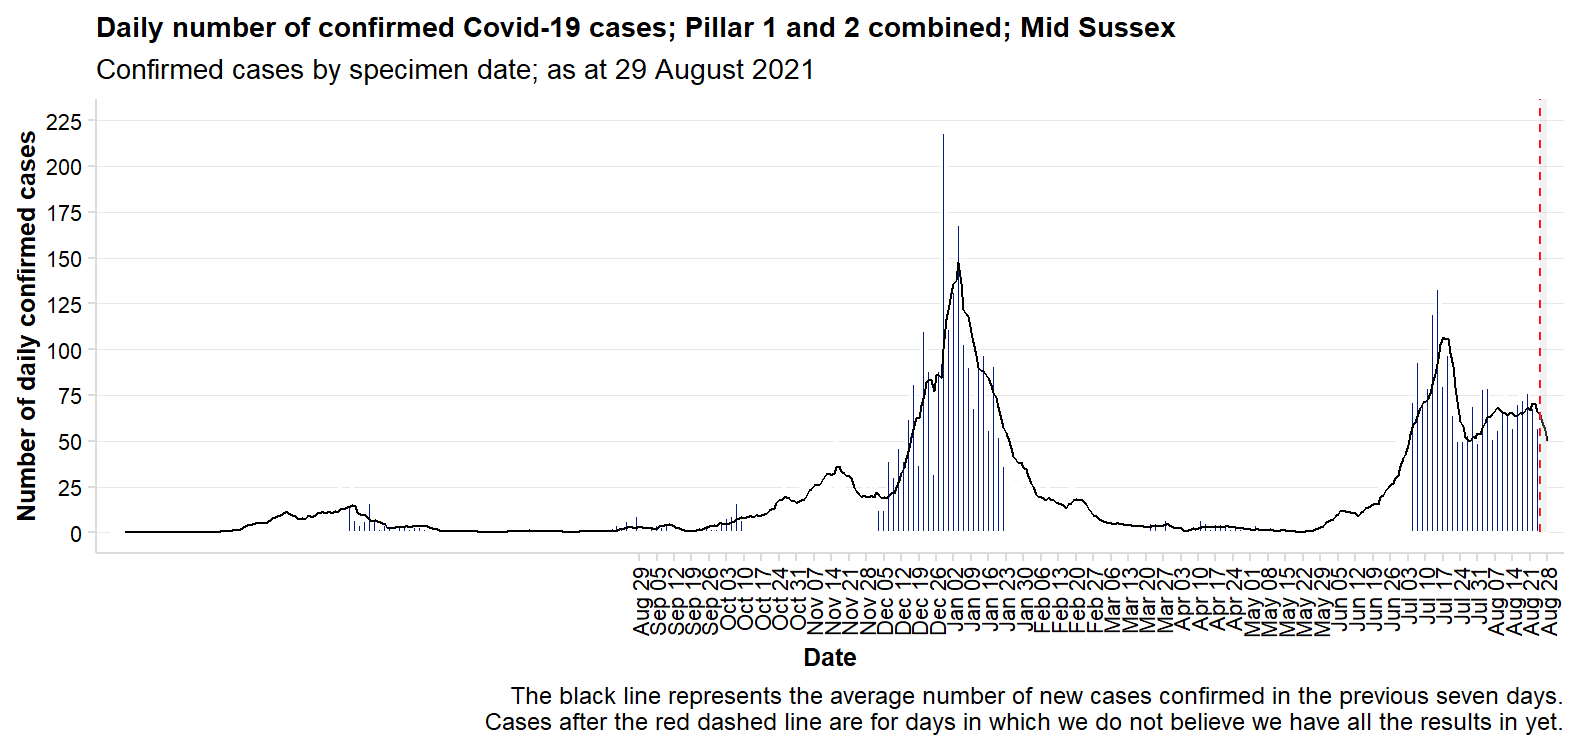 Daily number of confirmed Covid-19 cases; Pillar 1 and 2 combined; Mid Sussex
Confirmed cases by specimen date; as at 29 August 2021
Number of daily confirmed cases
225
200
175
150
125
100
75
50
25
0
Aug 29
Sep 05
Sep 12
Sep 19
Sep 26
Oct 03
Oct 10
Oct 17
Oct 24
Oct 31
Nov 07
Nov 14
Nov 21
Nov 28
Dec 05
Dec 12
Dec 19
Dec 26
Jan 02
Jan 09
Jan 16
Jan 23
Jan 30
Feb 06
Feb 13
Feb 20
Feb 27
Mar 06
Mar 13
Mar 20
Mar 27
Apr 03
Apr 10
Apr 17
Apr 24
May 01
May 08
May 15
May 22
May 29
Jun 05
Jun 12
Jun 19
Jun 26
Jul 03
Jul 10
Jul 17
Jul 24
Jul 31
Aug 07
Aug 14
Aug 21
Aug 28
Date
The black line represents the average number of new cases confirmed in the previous seven days.
Cases after the red dashed line are for days in which we do not believe we have all the results in yet.